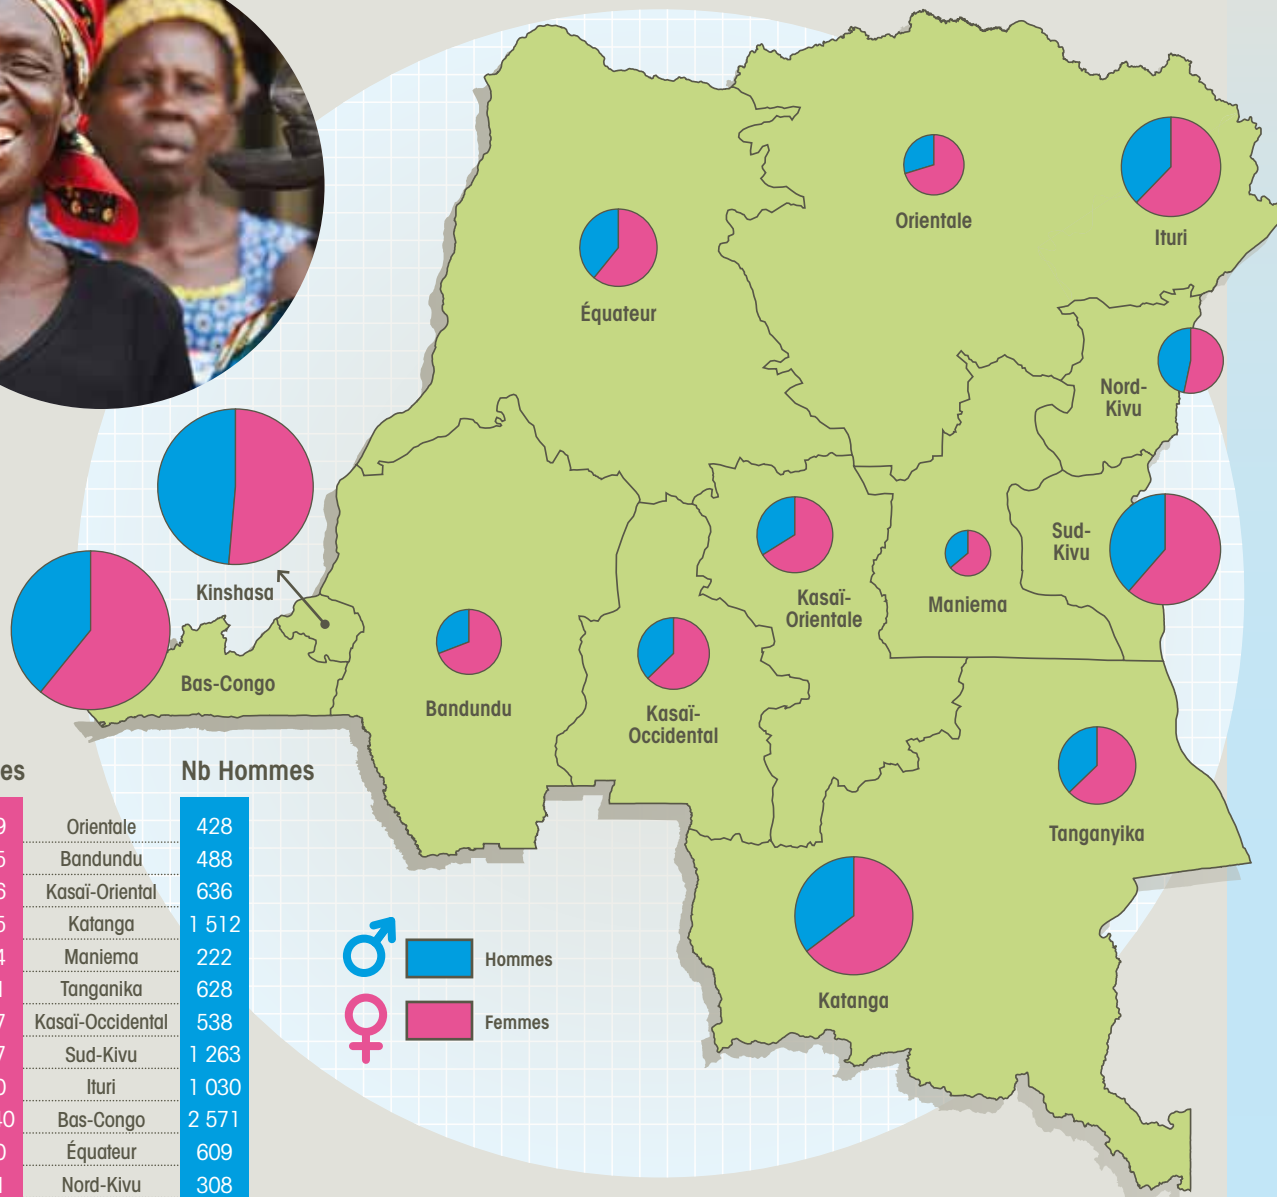 Orientale
Ituri
Équateur
Nord-
Kivu
Sud-
Kivu
Kinshasa
Kasaï-
Orientale
Maniema
Bas-Congo
Bandundu
Kasaï-
Occidental
Tanganyika
Katanga
Hommes
Femmes
Nb Hommes
Orientale 428
Bandundu 488
Kasaï-Oriental 636
Katanga 1 512
Maniema 222
Tanganika 628
Kasaï-Occidental 538
Sud-Kivu 1 263
Ituri 1 030
Bas-Congo 2 571
Équateur 609
Nord-Kivu 308